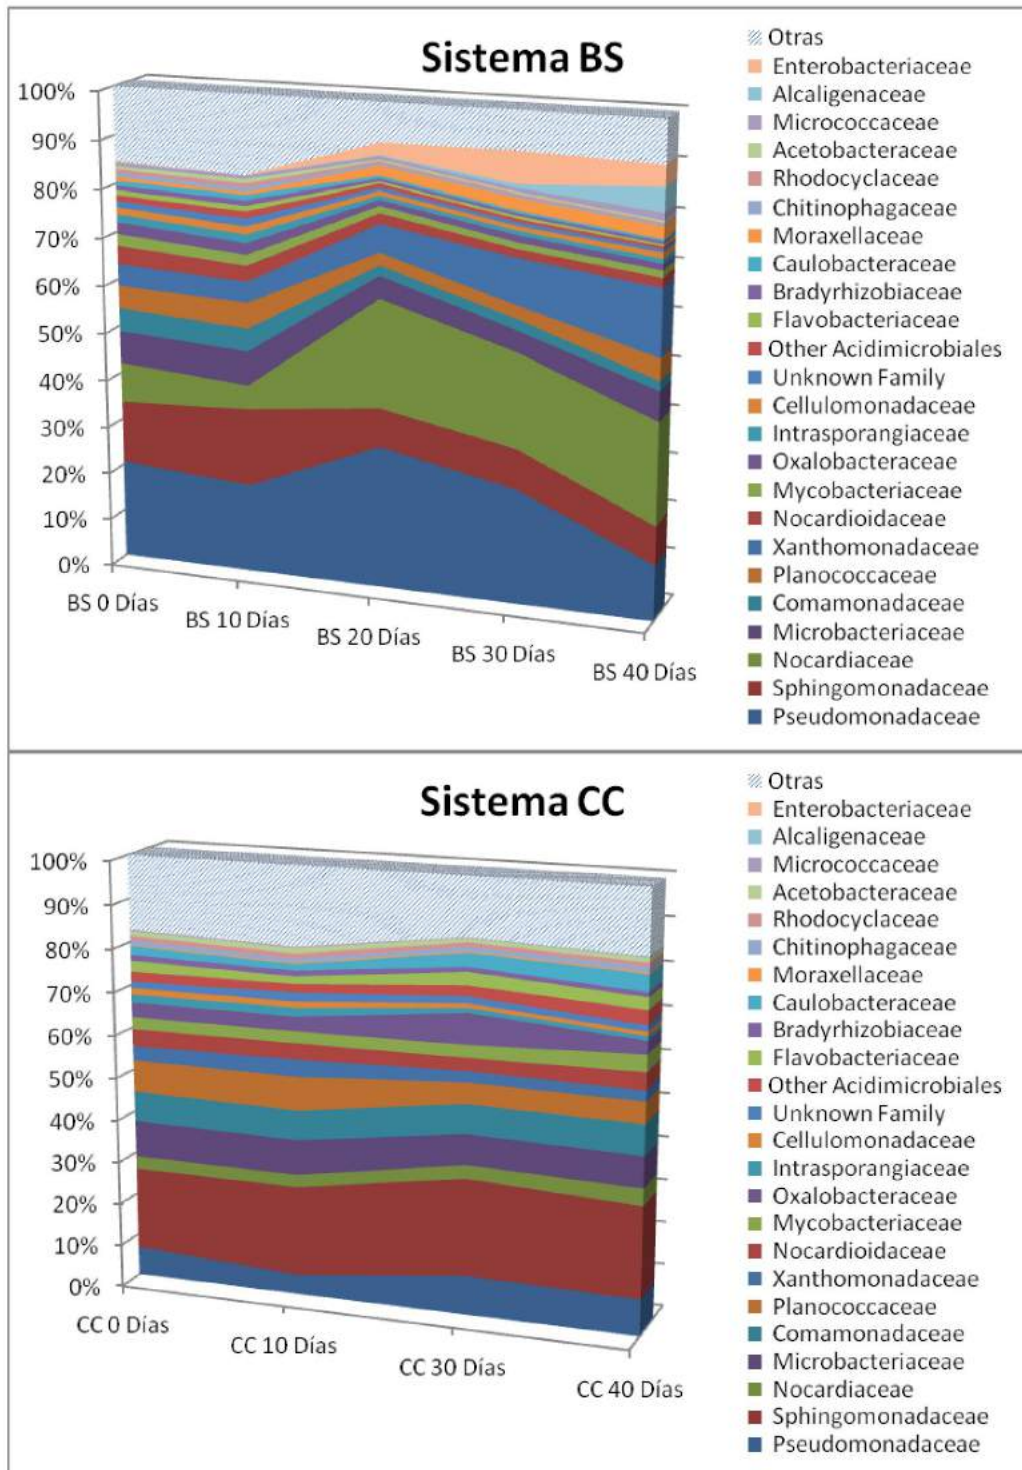 Sistema BS
100%
90%
80%
70%
60%
50%
40%
30%
20%
10%
0%
BS 0 Días
BS 10 Días
BS 20 Días
BS 30 Días
BS 40 Días
Otras
Enterobacteriaceae
Alcaligenaceae
Micrococcaceae
Acetobacteraceae
Rhodocyclaceae
Chitinophagaceae
Moraxellaceae
Caulobacteraceae
Bradyrhizobiaceae
Flavobacteriaceae
Other Acidimicrobiales
Unknown Family
Cellulomonadaceae
Intrasporangiaceae
Oxalobacteraceae
Mycobacteriaceae
Nocardioidaceae
Xanthomonadaceae
Planococcaceae
Comamonadaceae
Microbacteriaceae
Nocardiaceae
Sphingomonadaceae
Pseudomonadaceae
Sistema CC
100%
90%
80%
70%
60%
50%
40%
30%
20%
10%
0%
CC 0 Días
CC 10 Días
CC 30 Días
CC 40 Días
Otras
Enterobacteriaceae
Alcaligenaceae
Micrococcaceae
Acetobacteraceae
Rhodocyclaceae
Chitinophagaceae
Moraxellaceae
Caulobacteraceae
Bradyrhizobiaceae
Flavobacteriaceae
Other Acidimicrobiales
Unknown Family
Cellulomonadaceae
Intrasporangiaceae
Oxalobacteraceae
Mycobacteriaceae
Nocardioidaceae
Xanthomonadaceae
Planococcaceae
Comamonadaceae
Microbacteriaceae
Nocardiaceae
Sphingomonadaceae
Pseudomonadaceae